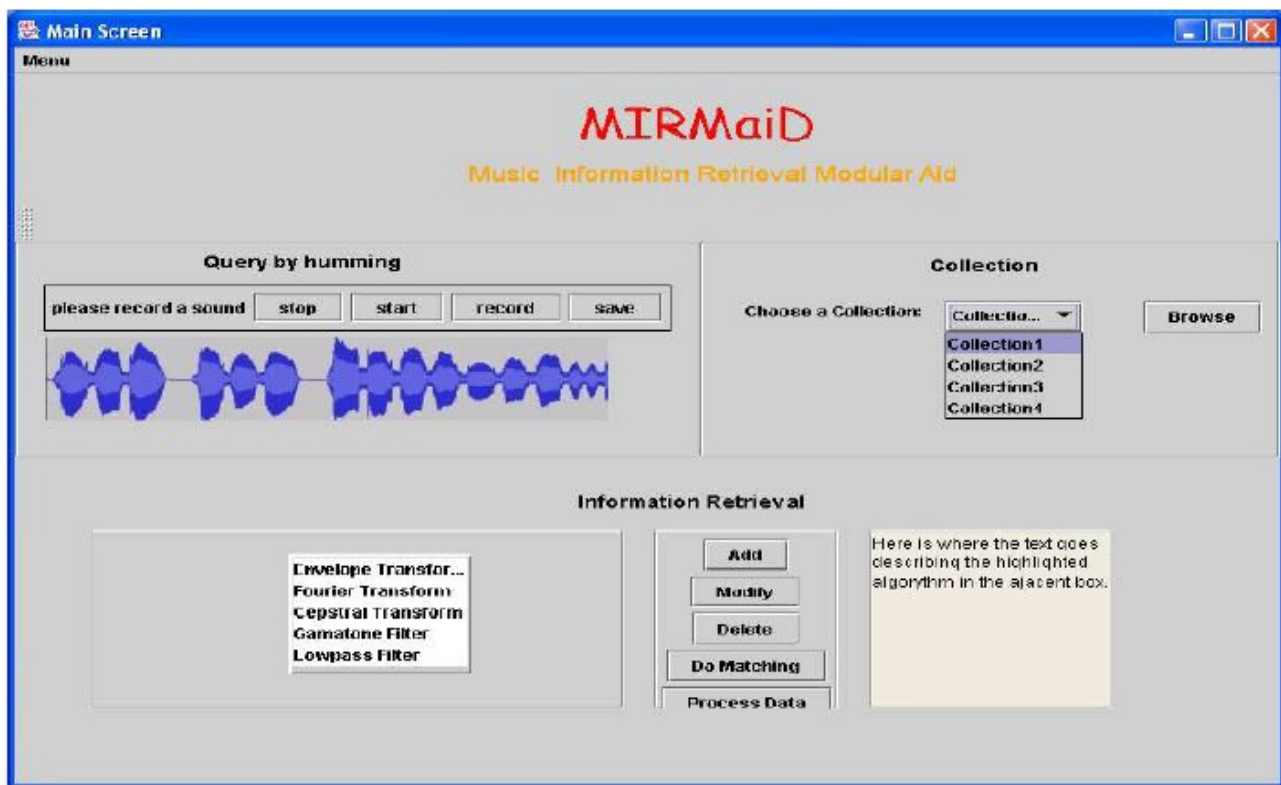 Main Screen
Menu
MIRMaiD
Music Information Retrieval Modular Aid
Query by humming
please record a sound stop start record save
Collection
Choose a Collection: Collectio... Browse
Collection1
Collection2
Collection3
Collection4
Information Retrieval
Envelope Transfor...
Fourier Transform
Cepstral Transform
Gamatone Filter
Lowpass Filter
Add
Modify
Delete
Do Matching
Process Data
Here is where the text goes
describing the highlighted
algorythm in the ajacent box.